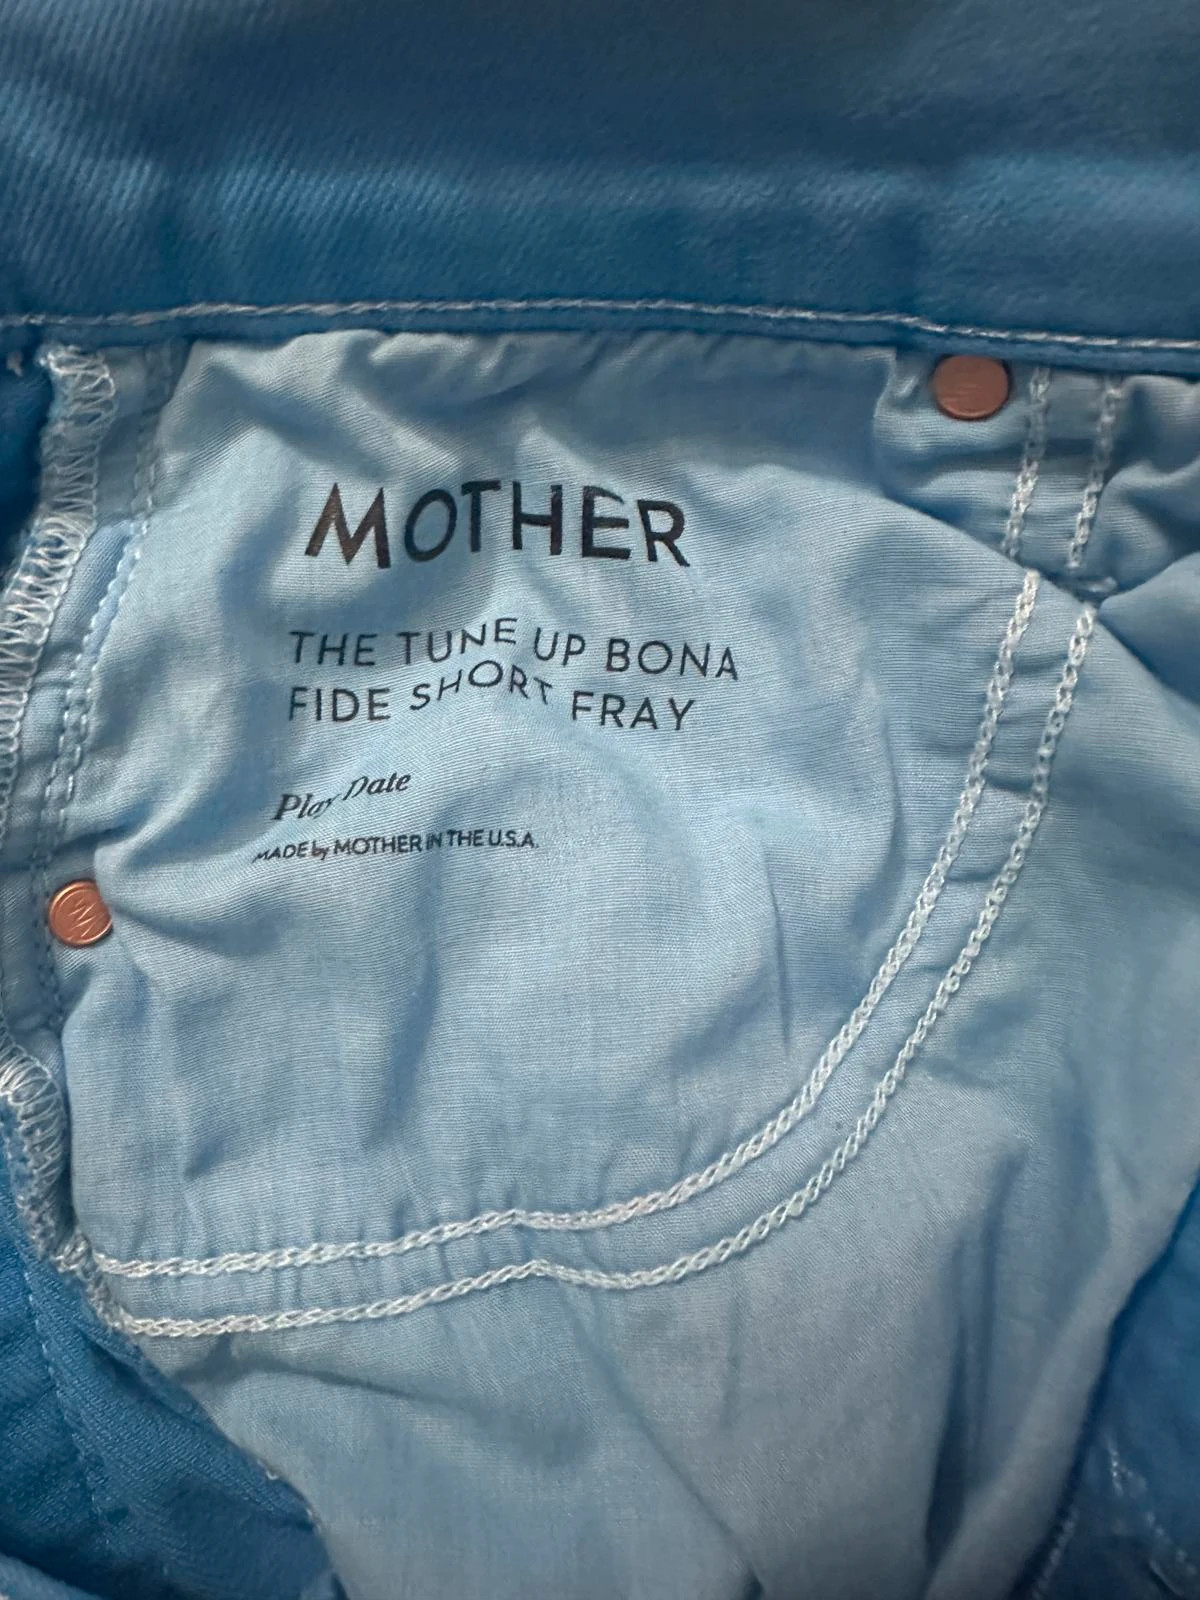 MOTHER
THE TUNE UP BONA
FIDE SHORT FRAY
Play Date
MADE by MOTHER IN THE U.S.A.